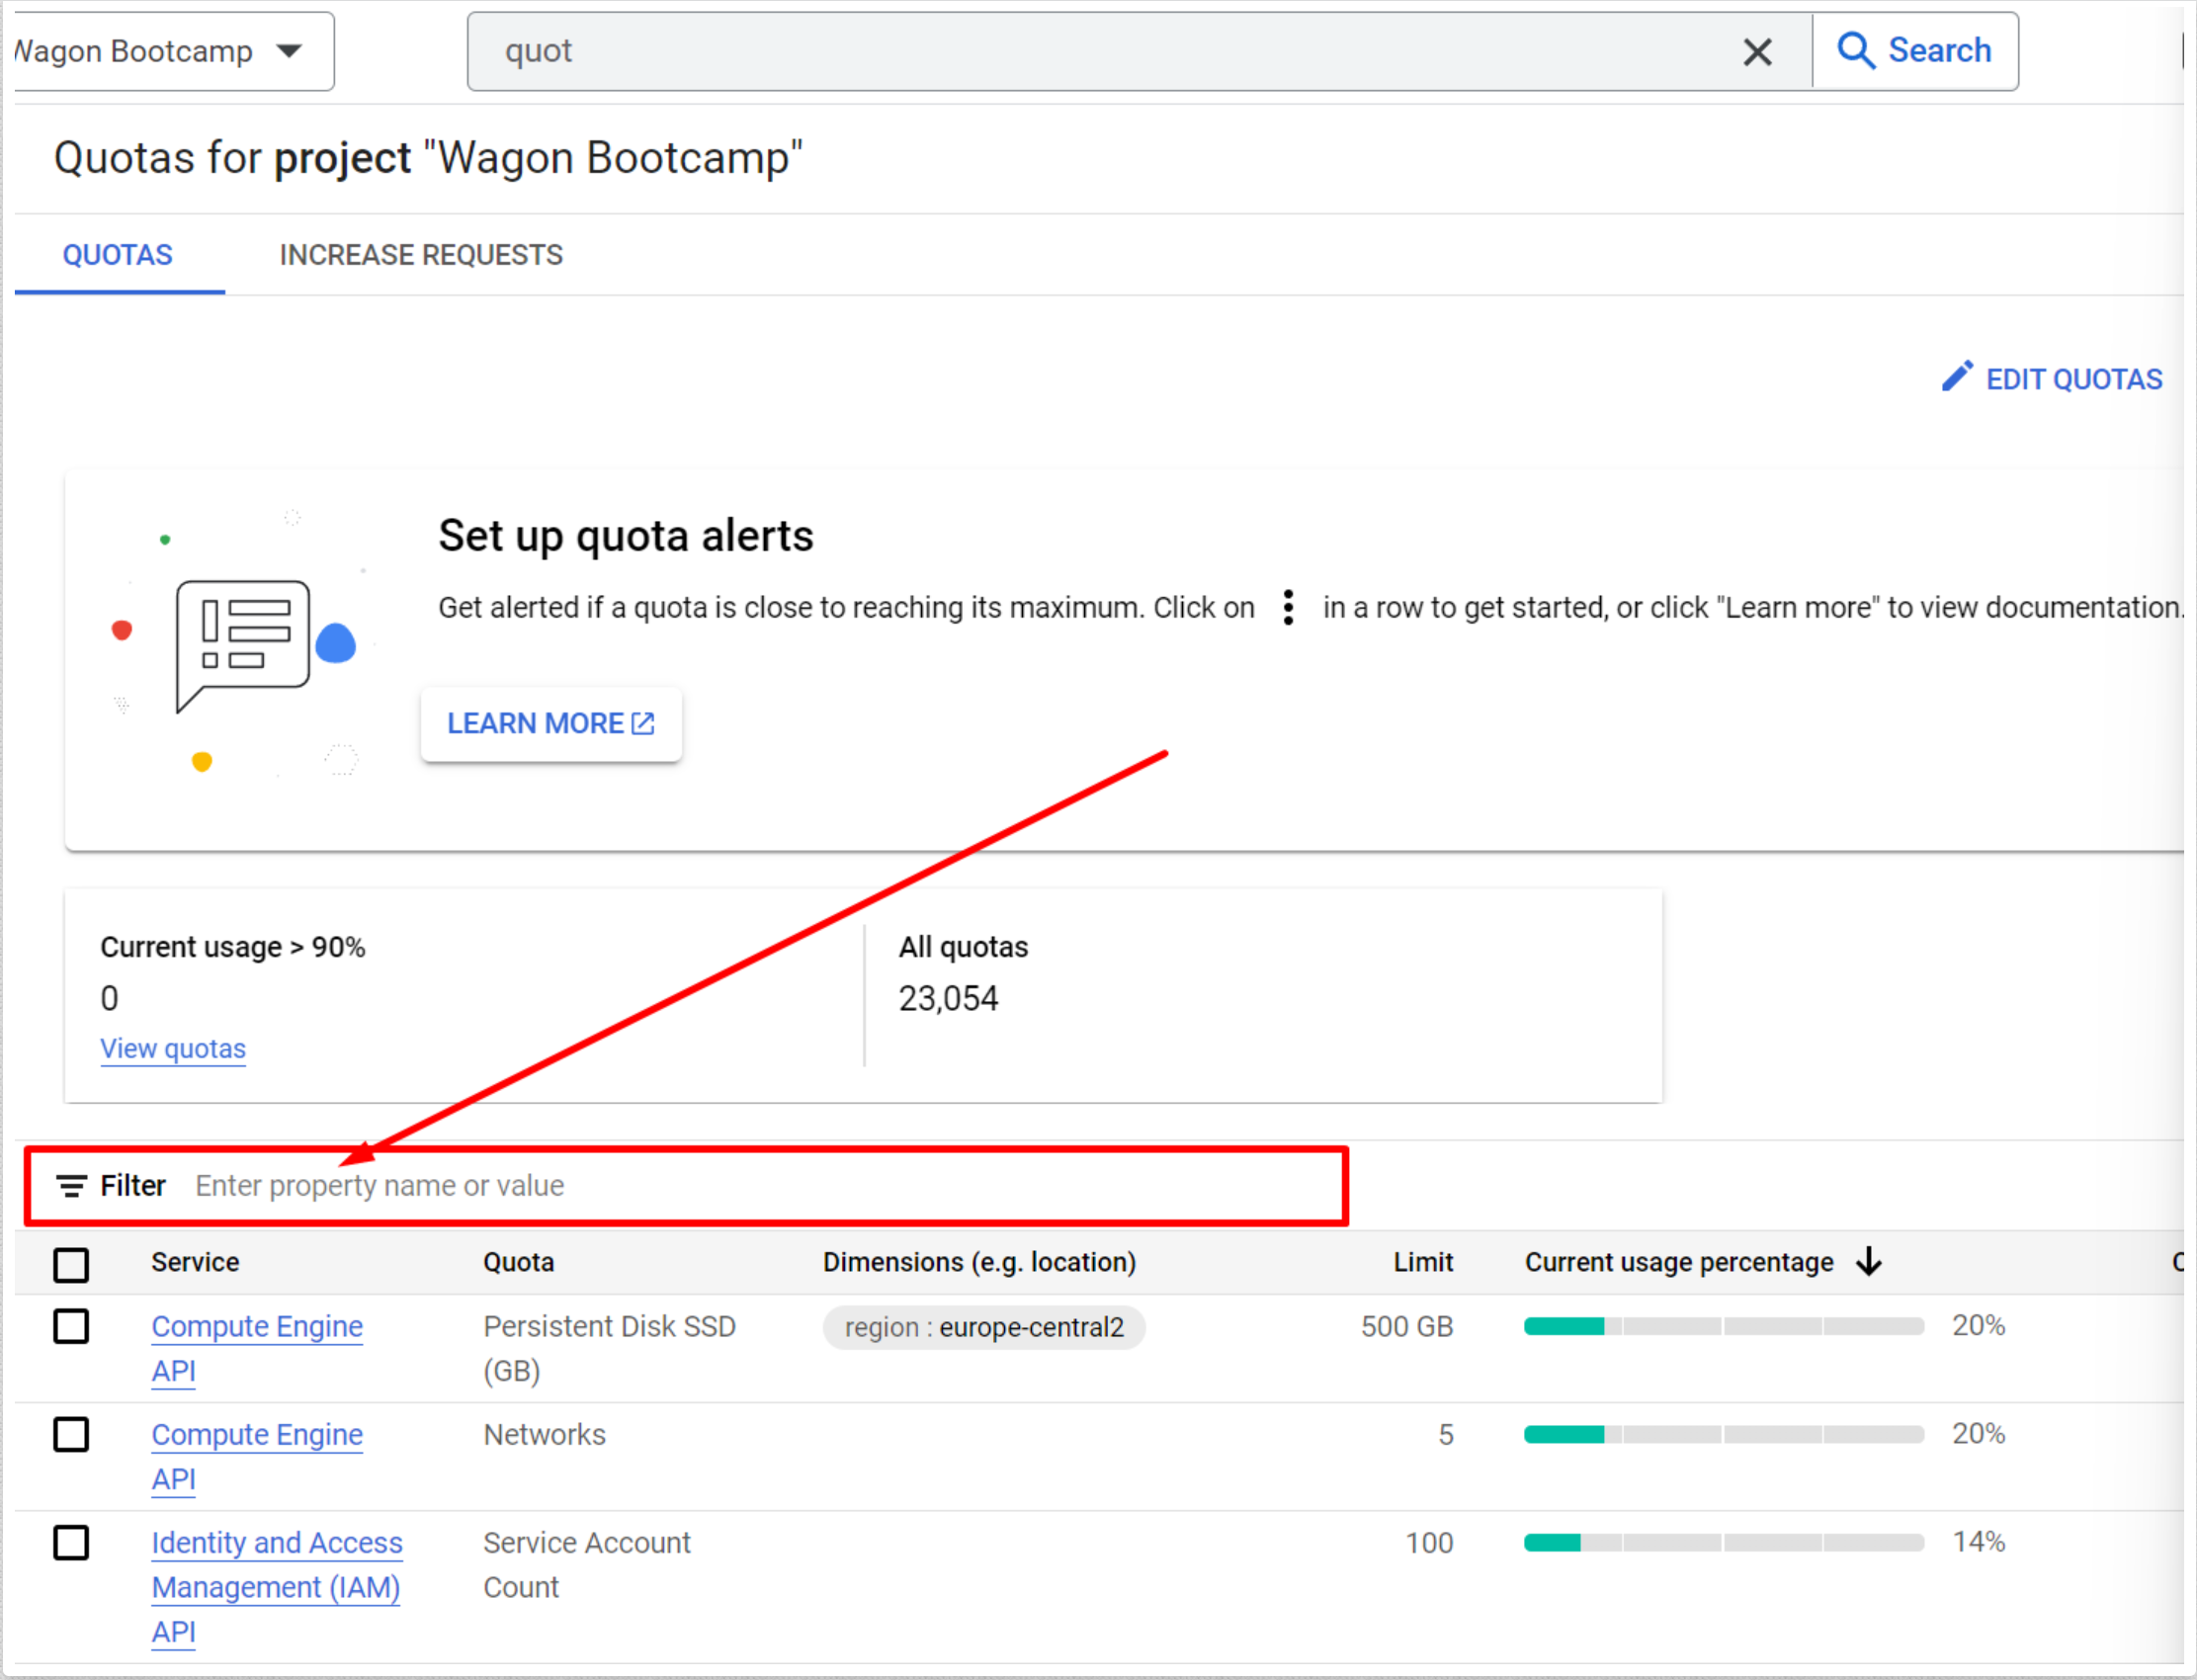 Wagon Bootcamp
quot
Search
Quotas for project "Wagon Bootcamp"
QUOTAS
INCREASE REQUESTS
EDIT QUOTAS
Set up quota alerts
Get alerted if a quota is close to reaching its maximum. Click on in a row to get started, or click "Learn more" to view documentation.
LEARN MORE
Current usage > 90%
0
View quotas
All quotas
23,054
Filter Enter property name or value
Service Quota Dimensions (e.g. location) Limit Current usage percentage
Compute Engine Persistent Disk SSD region : europe-central2 500 GB 20%
API (GB)
Compute Engine Networks 5 20%
API
Identity and Access Service Account 100 14%
Management (IAM) Count
API